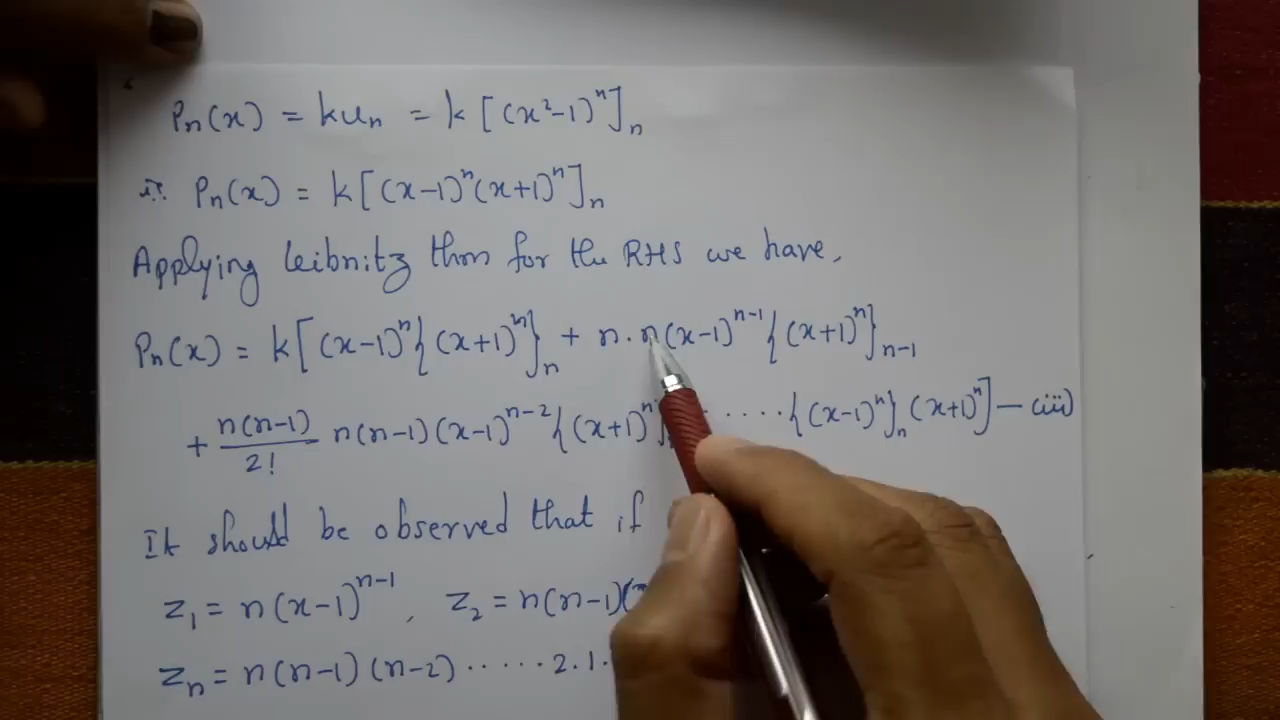 Pn(x) = kuₙ = k[(x²-1)ⁿ]ₙ
∴ Pn(x) = k[(x-1)ⁿ(x+1)ⁿ]ₙ
Applying Leibnitz thm for the RHS we have,
Pn(x) = k[(x-1)ⁿ{(x+1)ⁿ}ₙ + n·n(x-1)ⁿ⁻¹{(x+1)ⁿ}ₙ₋₁
+ n(n-1)/2! n(n-1)(x-1)ⁿ⁻²{(x+1)ⁿ} ..... {(x-1)ⁿ}ₙ(x+1)ⁿ] — (iii)
It should be observed that if
z₁ = n(x-1)ⁿ⁻¹, z₂ = n(n-1)(
zₙ = n(n-1)(n-2) ..... 2.1.